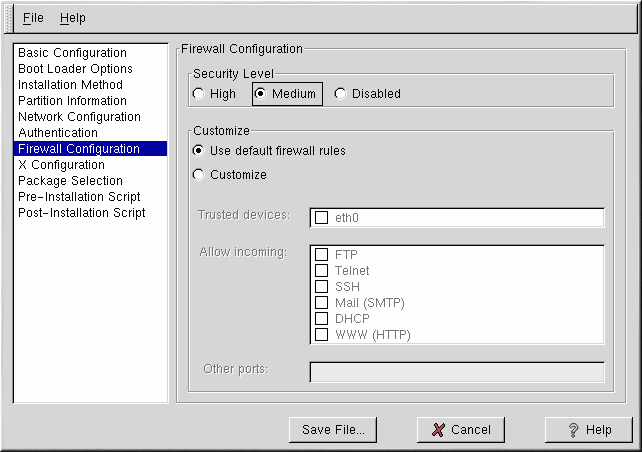 File Help
Basic Configuration
Boot Loader Options
Installation Method
Partition Information
Network Configuration
Authentication
Firewall Configuration
X Configuration
Package Selection
Pre-Installation Script
Post-Installation Script
Firewall Configuration
Security Level
High Medium Disabled
Customize
Use default firewall rules
Customize
Trusted devices: eth0
Allow incoming: FTP
Telnet
SSH
Mail (SMTP)
DHCP
WWW (HTTP)
Other ports:
Save File... Cancel Help